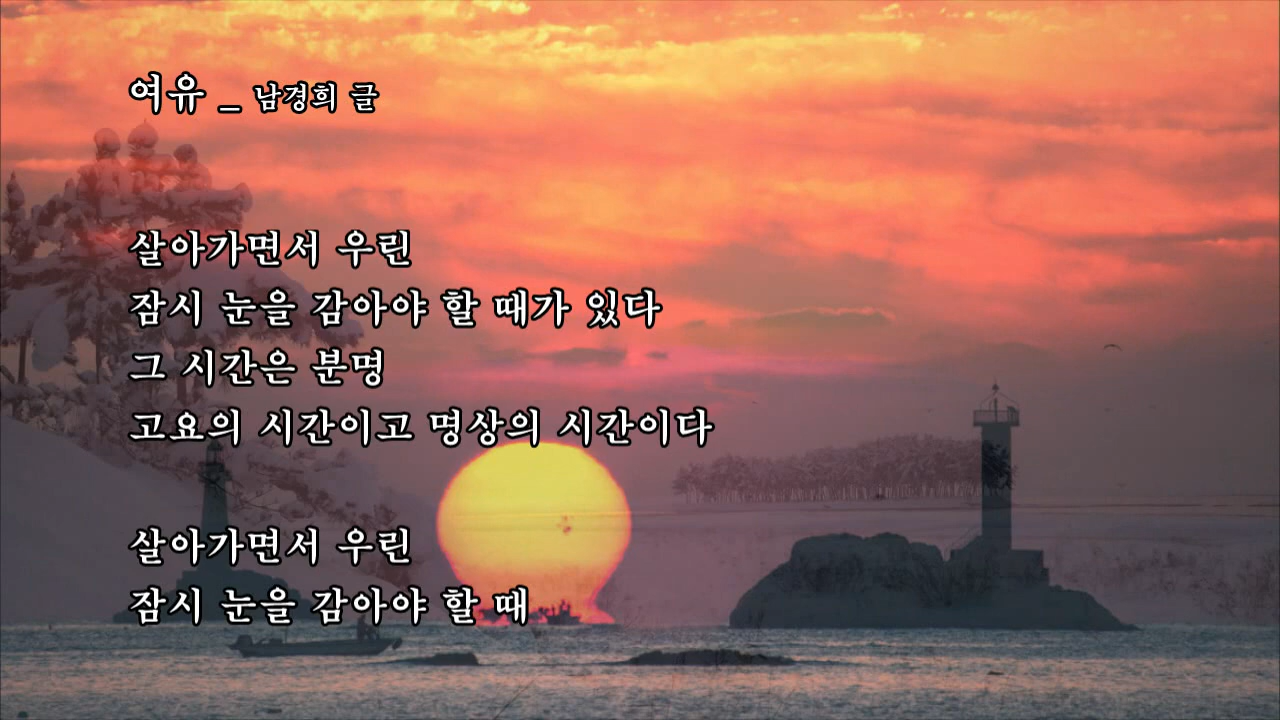 여유 _ 남경희 글
살아가면서 우린
잠시 눈을 감아야 할 때가 있다
그 시간은 분명
고요의 시간이고 명상의 시간이다
살아가면서 우린
잠시 눈을 감아야 할 때